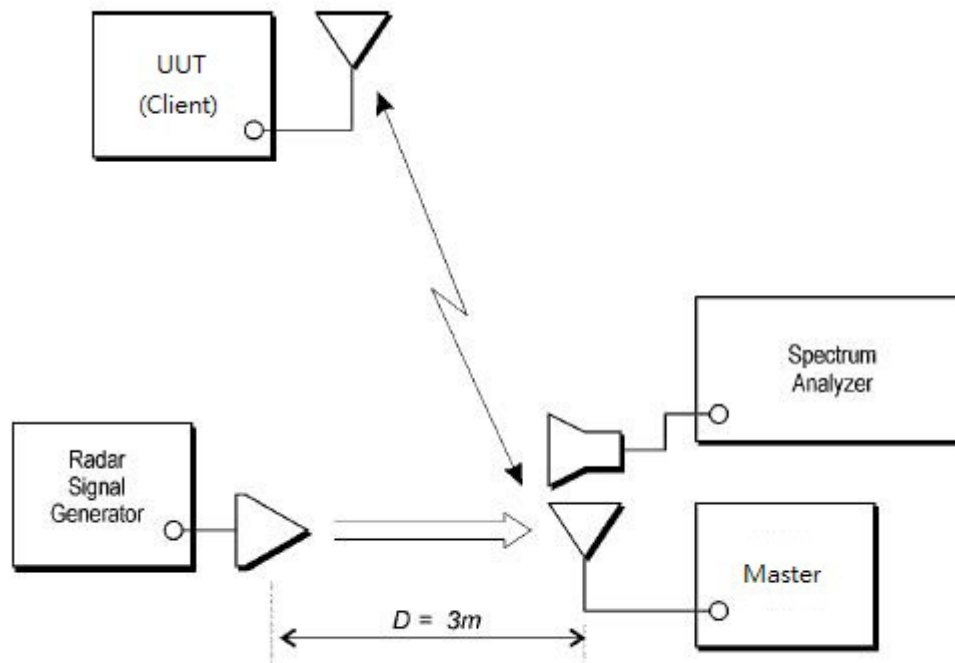 UUT
(Client)
Spectrum
Analyzer
Radar
Signal
Generator
Master
D = 3m